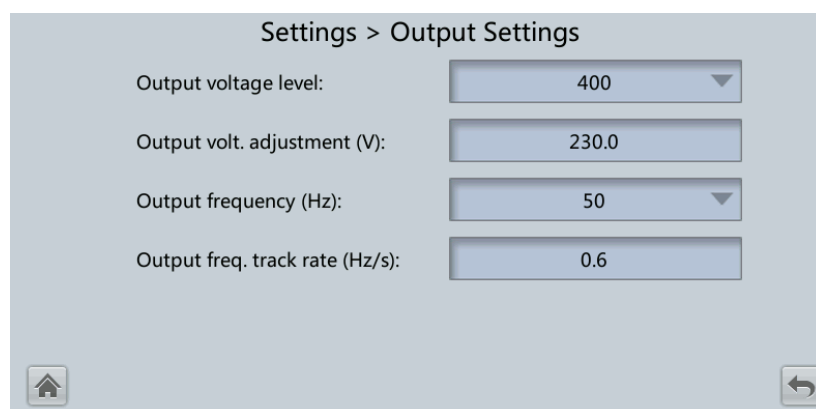 Settings > Output Settings
Output voltage level: 400
Output volt. adjustment (V): 230.0
Output frequency (Hz): 50
Output freq. track rate (Hz/s): 0.6